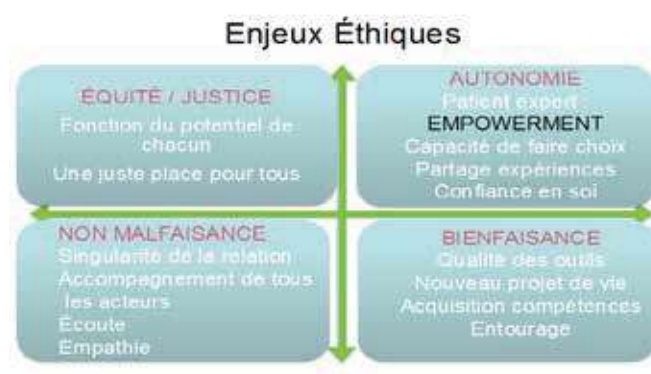 Enjeux Éthiques
ÉQUITÉ / JUSTICE
Fonction du potentiel de
chacun
Une juste place pour tous
AUTONOMIE
Patient expert :
EMPOWERMENT
Capacité de faire choix
Partage expériences
Confiance en soi
NON MALFAISANCE
Singularité de la relation
Accompagnement de tous
les acteurs
Écoute
Empathie
BIENFAISANCE
Qualité des outils
Nouveau projet de vie
Acquisition compétences
Entourage